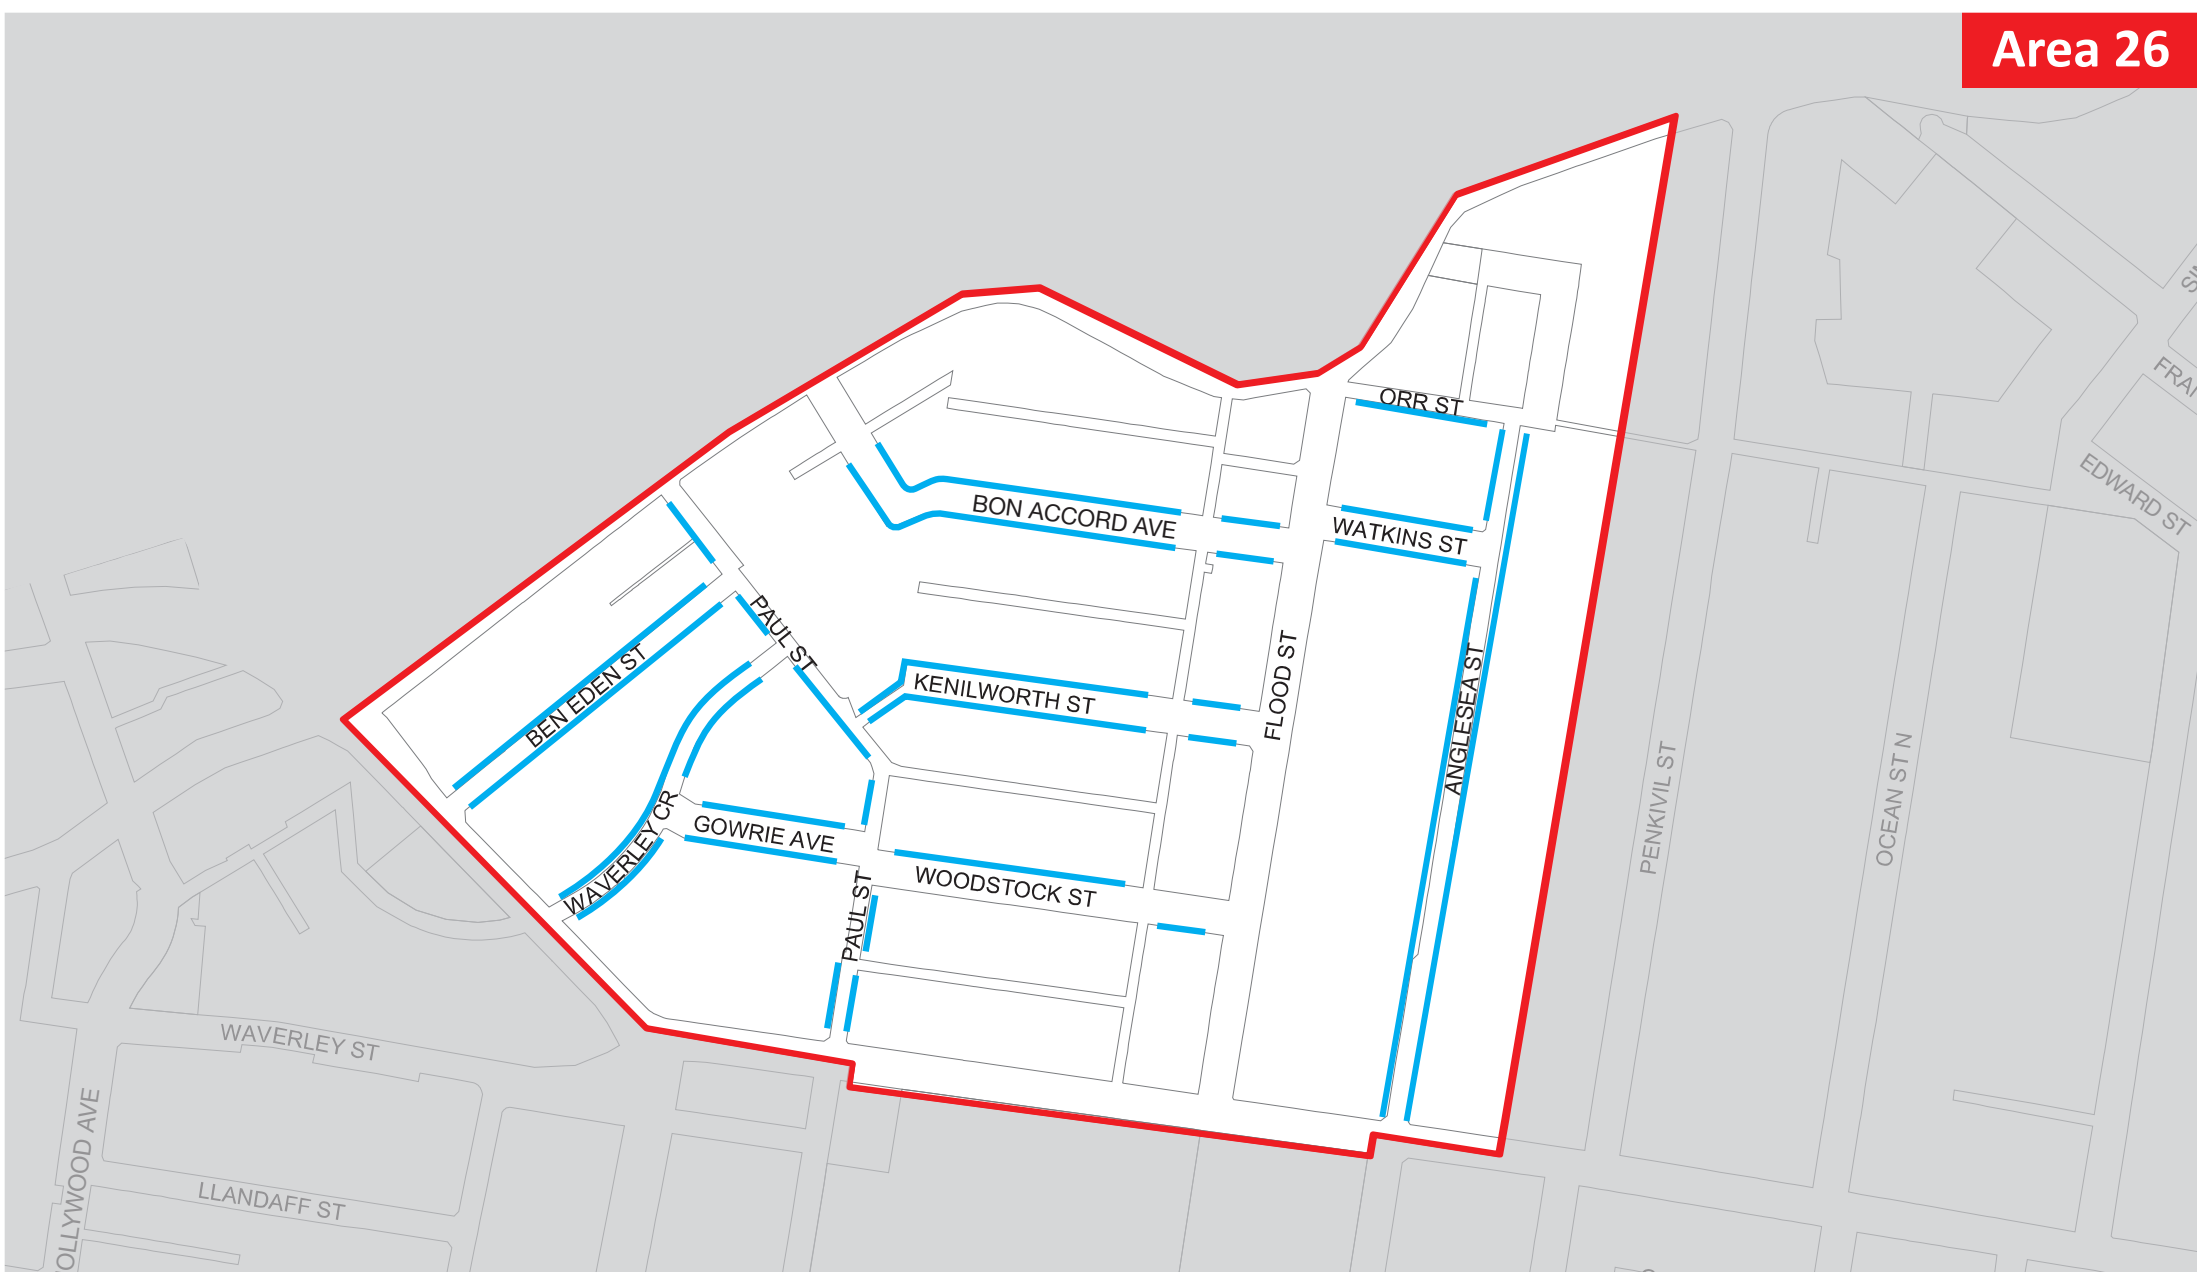 Area 26
ORR ST
BON ACCORD AVE
WATKINS ST
EDWARD ST
PAUL ST
BEN EDEN ST
KENILWORTH ST
FLOOD ST
ANGLESEA ST
PENKIVIL ST
OCEAN ST N
WAVERLEY CR
GOWRIE AVE
WOODSTOCK ST
PAUL ST
WAVERLEY ST
OLLYWOOD AVE
LLANDAFF ST